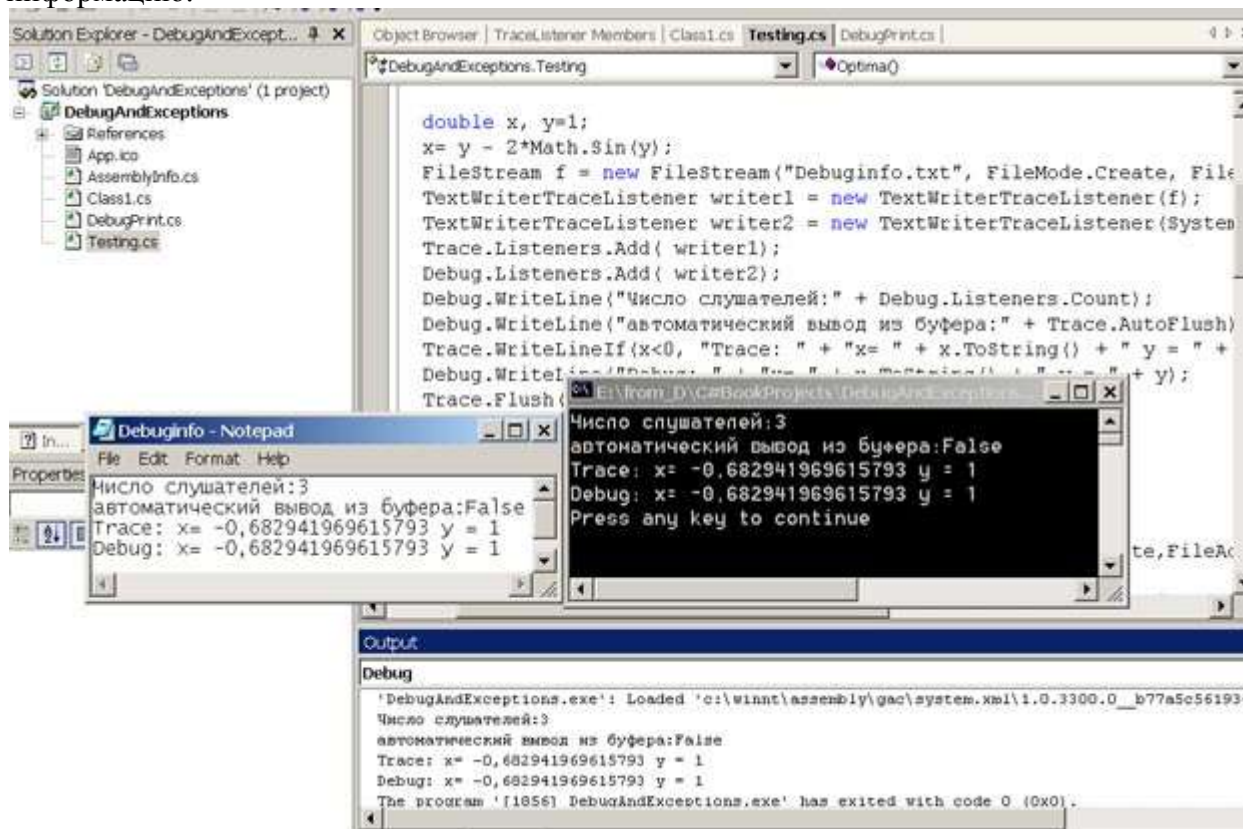 информацию.
Solution Explorer - DebugAndExcept...
Object Browser | TraceListener Members | Class1.cs Testing.cs | DebugPrint.cs |
DebugAndExceptions.Testing
Optima()
Solution 'DebugAndExceptions' (1 project)
DebugAndExceptions
References
App.ico
AssemblyInfo.cs
Class1.cs
DebugPrint.cs
Testing.cs
double x, y=1;
x= y - 2*Math.Sin(y);
FileStream f = new FileStream("Debuginfo.txt", FileMode.Create, File
TextWriterTraceListener writer1 = new TextWriterTraceListener(f);
TextWriterTraceListener writer2 = new TextWriterTraceListener(System
Trace.Listeners.Add( writer1);
Debug.Listeners.Add( writer2);
Debug.WriteLine("Число слушателей:" + Debug.Listeners.Count);
Debug.WriteLine("автоматический вывод из буфера:" + Trace.AutoFlush)
Trace.WriteLineIf(x<0, "Trace: " + "x= " + x.ToString() + " y = " +
Debug.WriteLine("Debug: " + "x= " + x.ToString() + " y = " + y);
Trace.Flush(
te,FileAc
In...
Properties
Debuginfo - Notepad
File Edit Format Help
Число слушателей:3
автоматический вывод из буфера:False
Trace: x= -0,682941969615793 y = 1
Debug: x= -0,682941969615793 y = 1
E:\from_D\C#BookProjects\DebugAndExceptions
Число слушателей:3
автоматический вывод из буфера:False
Trace: x= -0,682941969615793 y = 1
Debug: x= -0,682941969615793 y = 1
Press any key to continue
Output
Debug
'DebugAndExceptions.exe': Loaded 'c:\winnt\assembly\gac\system.xml\1.0.3300.0__b77a5c56193
Число слушателей:3
автоматический вывод из буфера:False
Trace: x= -0,682941969615793 y = 1
Debug: x= -0,682941969615793 y = 1
The program '[1856] DebugAndExceptions.exe' has exited with code 0 (0x0).